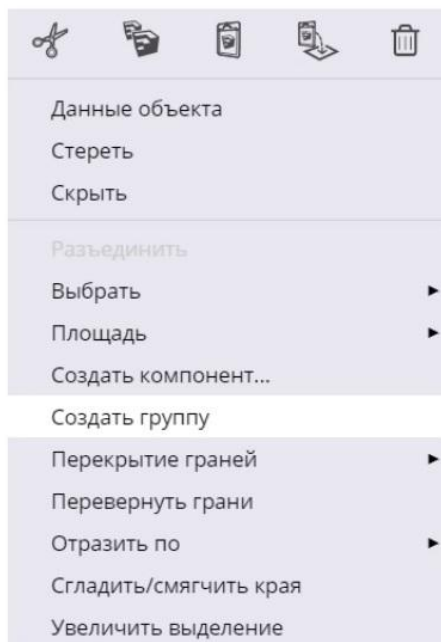 Данные объекта
Стереть
Скрыть
Разъединить
Выбрать
Площадь
Создать компонент...
Создать группу
Перекрытие граней
Перевернуть грани
Отразить по
Сгладить/смягчить края
Увеличить выделение